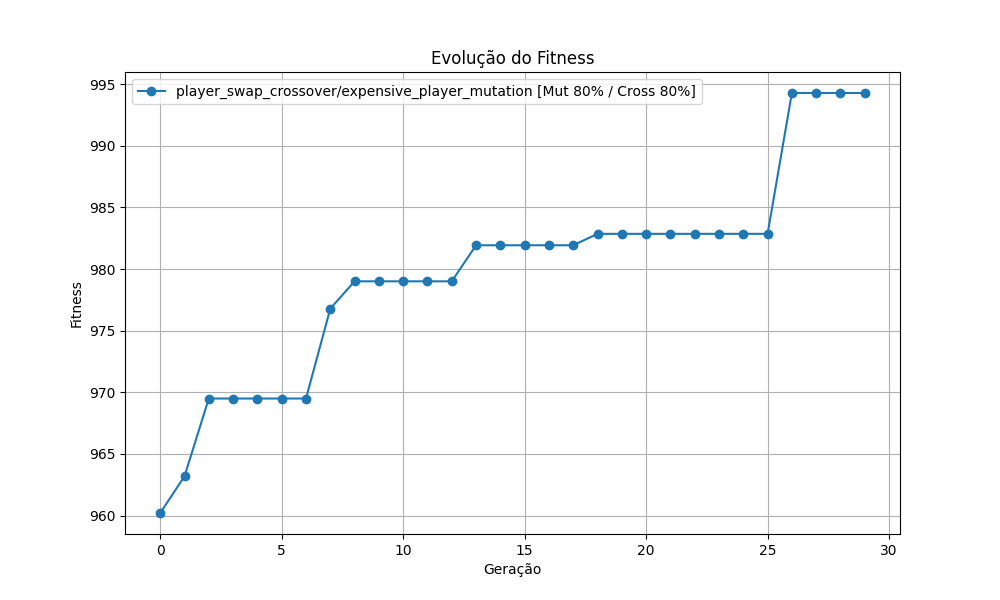 Evolução do Fitness
player_swap_crossover/expensive_player_mutation [Mut 80% / Cross 80%]
Fitness
995
990
985
980
975
970
965
960
0 5 10 15 20 25 30
Geração